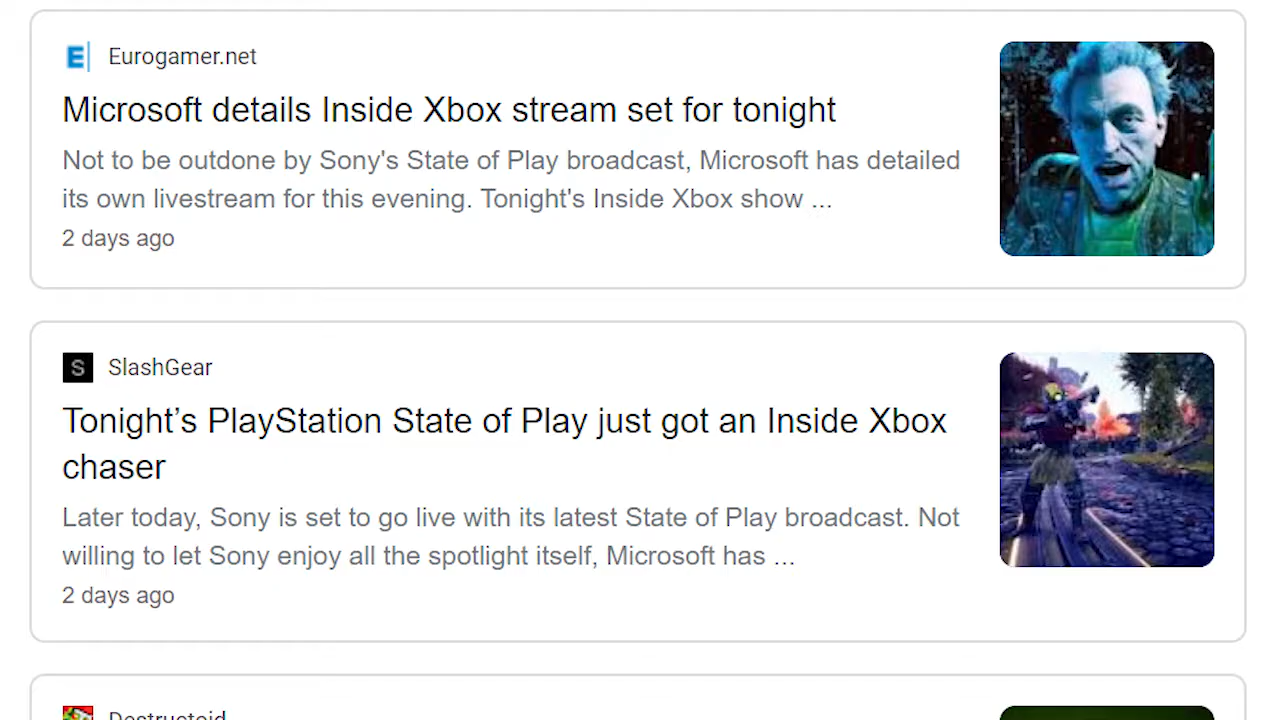 Eurogamer.net
Microsoft details Inside Xbox stream set for tonight
Not to be outdone by Sony's State of Play broadcast, Microsoft has detailed
its own livestream for this evening. Tonight's Inside Xbox show ...
2 days ago
S SlashGear
Tonight’s PlayStation State of Play just got an Inside Xbox
chaser
Later today, Sony is set to go live with its latest State of Play broadcast. Not
willing to let Sony enjoy all the spotlight itself, Microsoft has ...
2 days ago
Destructoid